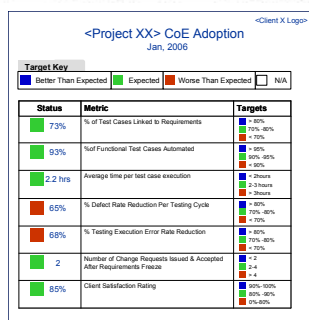 <Client X Logo>
<Project XX> CoE Adoption
Jan, 2006
Target Key
Better Than Expected Expected Worse Than Expected N/A
Status Metric Targets
73% % of Test Cases Linked to Requirements > 80%
70% -80%
< 70%
93% %of Functional Test Cases Automated > 95%
90% -95%
< 90%
2.2 hrs Average time per test case execution < 2hours
2-3 hours
> 3hours
65% % Defect Rate Reduction Per Testing Cycle > 80%
70% -80%
< 70%
68% % Testing Execution Error Rate Reduction > 80%
70% -80%
< 70%
2 Number of Change Requests Issued & Accepted < 2
After Requirements Freeze 2-4
> 4
85% Client Satisfaction Rating 90%-100%
80% -90%
0%-80%